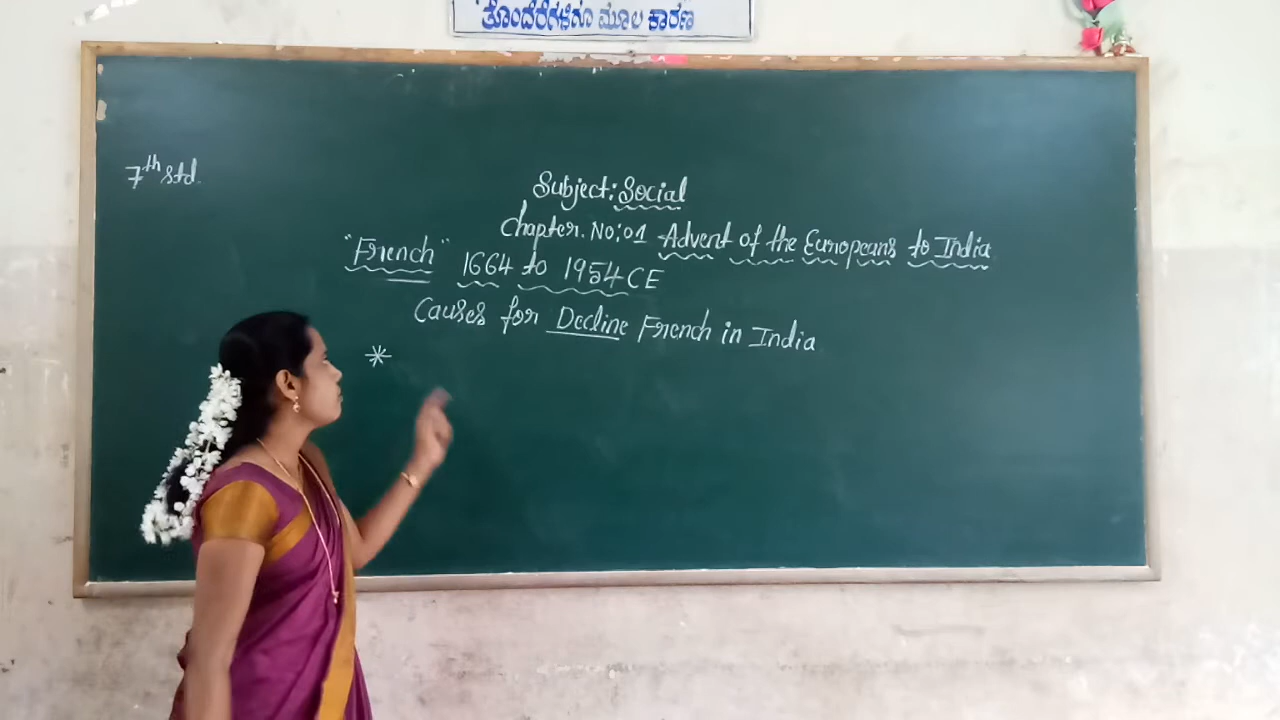 ತೊಂದರೆಗಳಿಗೂ ಮೂಲ ಕಾರಣ
7th std.
Subject: Social
Chapter. No: 01 Advent of the Europeans to India
"French" 1664 to 1954 CE
Causes for Decline French in India
*